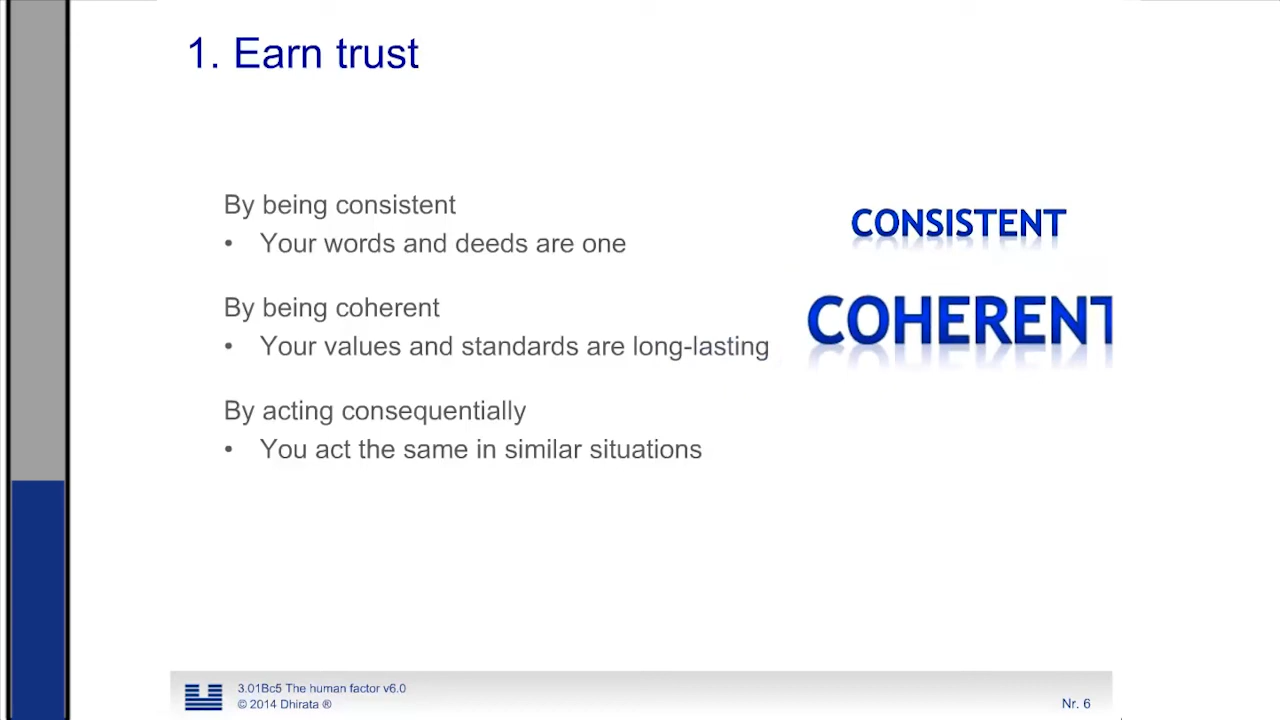 1. Earn trust
By being consistent
• Your words and deeds are one
By being coherent
• Your values and standards are long-lasting
By acting consequentially
• You act the same in similar situations
CONSISTENT
COHERENT
3.01Bc5 The human factor v6.0
© 2014 Dhirata ®
Nr. 6